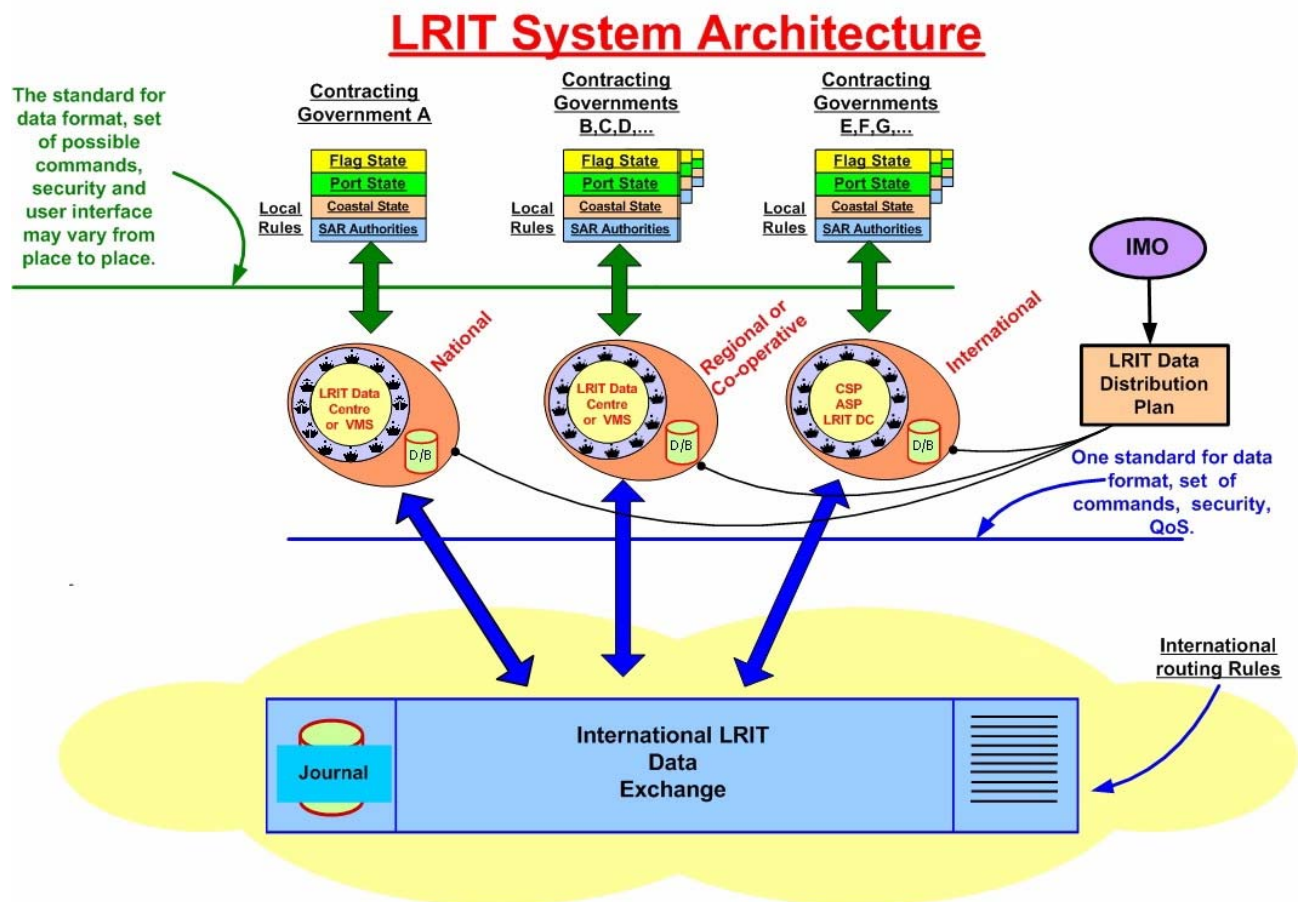 LRIT System Architecture
The standard for
data format, set
of possible
commands,
security and
user interface
may vary from
place to place.
Contracting
Government A
Flag State
Port State
Coastal State
SAR Authorities
Local
Rules
Contracting
Governments
B,C,D,...
Flag State
Port State
Coastal State
SAR Authorities
Local
Rules
Contracting
Governments
E,F,G,...
Flag State
Port State
Coastal State
SAR Authorities
Local
Rules
IMO
LRIT Data
Distribution
Plan
National
LRIT Data
Centre
or VMS
D/B
Regional or
Co-operative
LRIT Data
Centre
or VMS
D/B
International
CSP
ASP
LRIT DC
D/B
One standard for data
format, set of
commands, security,
QoS.
International
routing Rules
Journal
International LRIT
Data
Exchange